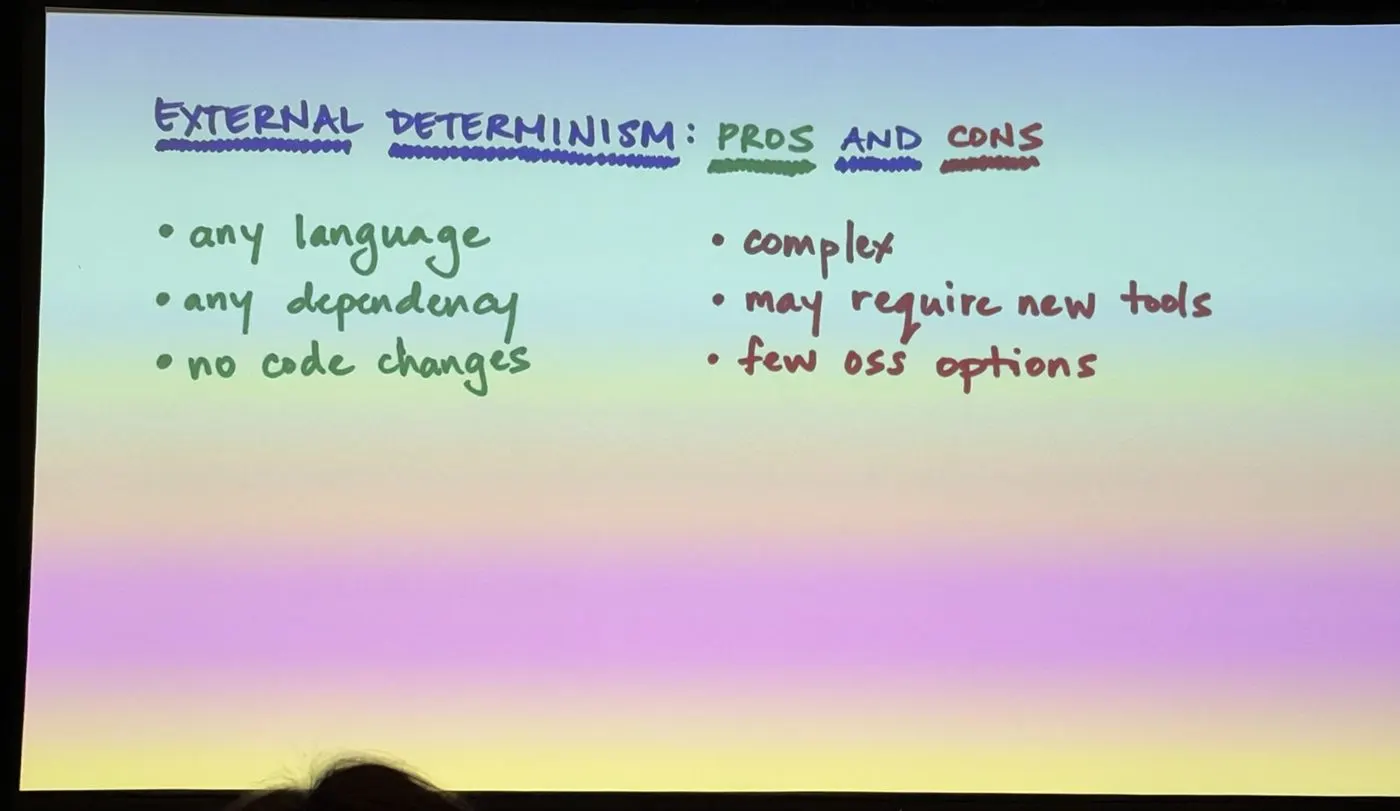 EXTERNAL DETERMINISM: PROS AND CONS
• any language
• any dependency
• no code changes
• complex
• may require new tools
• few oss options